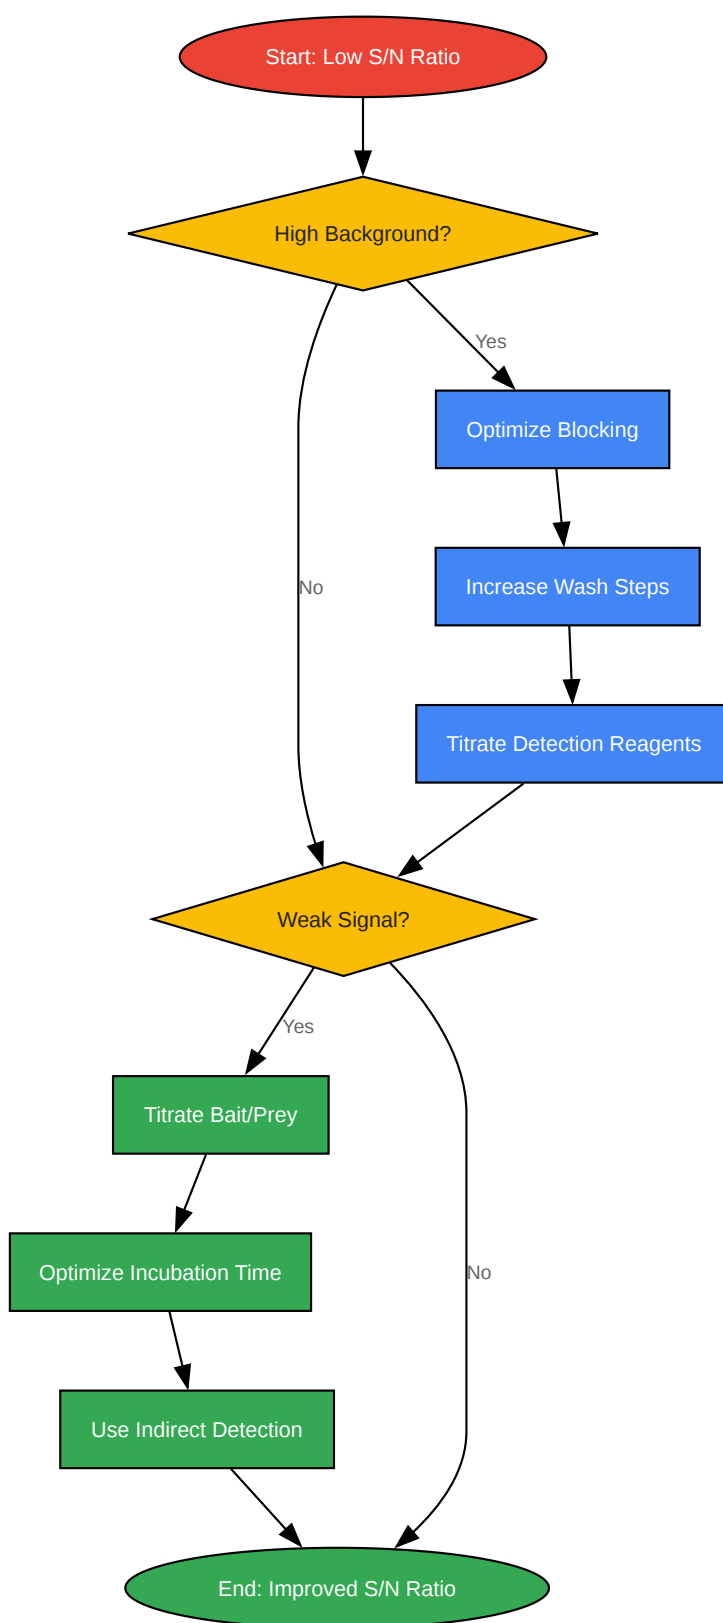 Start: Low S/N Ratio
High Background?
Yes
Optimize Blocking
Increase Wash Steps
No
Titrate Detection Reagents
Weak Signal?
Yes
Titrate Bait/Prey
Optimize Incubation Time
No
Use Indirect Detection
End: Improved S/N Ratio